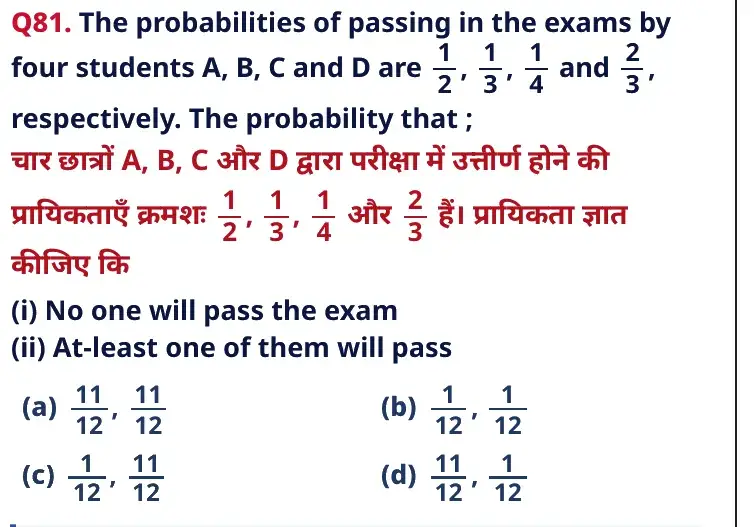 Q81. The probabilities of passing in the exams by
four students A, B, C and D are 1/2, 1/3, 1/4 and 2/3,
respectively. The probability that ;
चार छात्रों A, B, C और D द्वारा परीक्षा में उत्तीर्ण होने की
प्रायिकताएँ क्रमशः 1/2, 1/3, 1/4 और 2/3 हैं। प्रायिकता ज्ञात
कीजिए कि
(i) No one will pass the exam
(ii) At-least one of them will pass
(a) 11/12, 11/12 (b) 1/12, 1/12
(c) 1/12, 11/12 (d) 11/12, 1/12